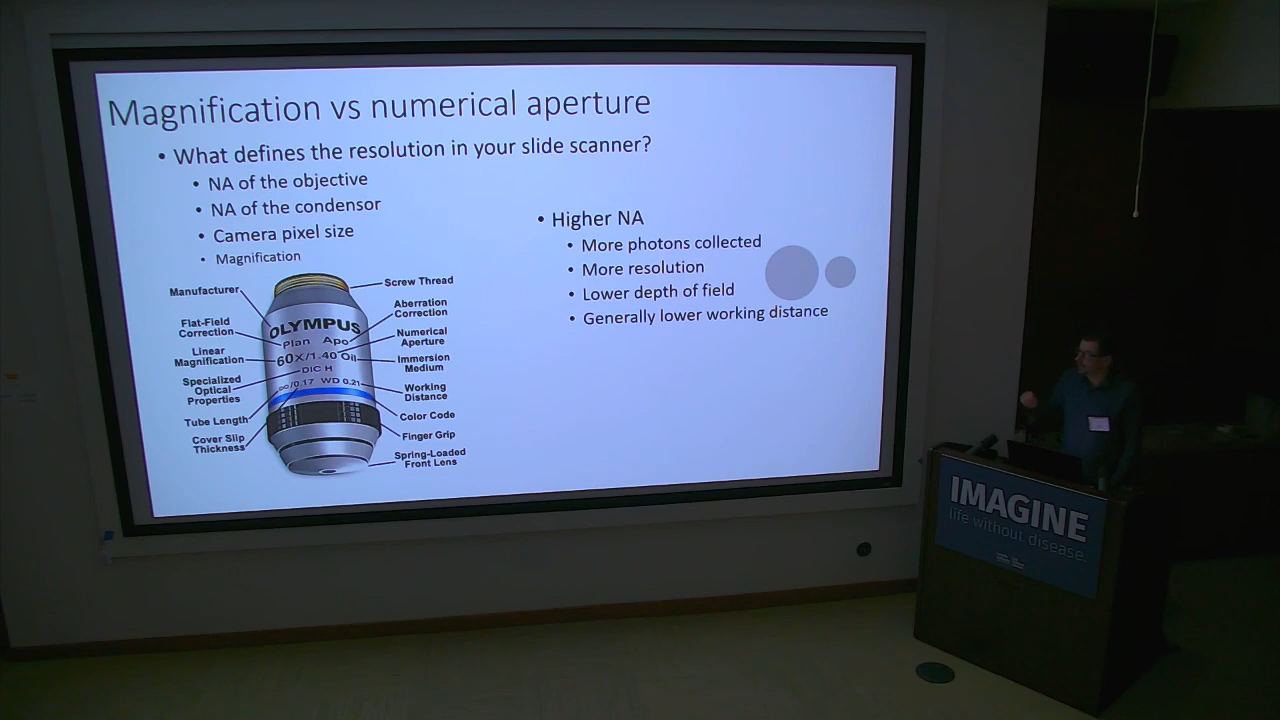 Magnification vs numerical aperture
• What defines the resolution in your slide scanner?
• NA of the objective
• NA of the condensor
• Camera pixel size
• Magnification
• Higher NA
• More photons collected
• More resolution
• Lower depth of field
• Generally lower working distance
Manufacturer
Flat-Field
Correction
Linear
Magnification
Specialized
Optical
Properties
Tube Length
Cover Slip
Thickness
OLYMPUS
Plan Apo
60X/1.40 Oil
DIC H
∞/0.17 WD 0.21
Screw Thread
Aberration
Correction
Numerical
Aperture
Immersion
Medium
Working
Distance
Color Code
Finger Grip
Spring-Loaded
Front Lens
IMAGINE
life without disease.